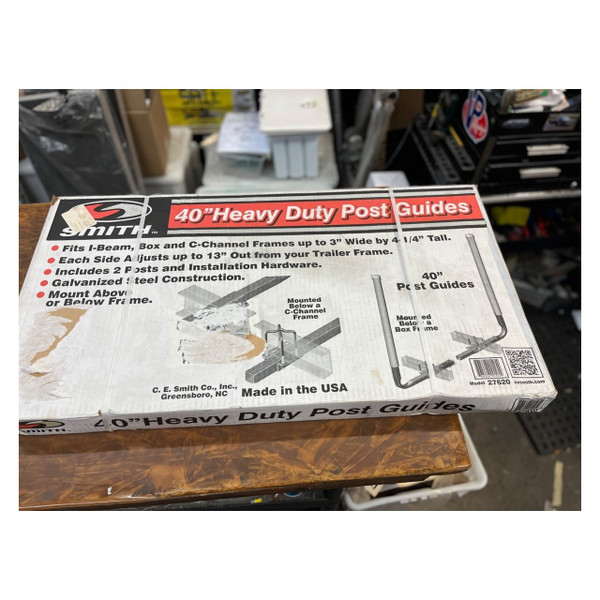 SMITH TM
40" Heavy Duty Post Guides
• Fits I-Beam, Box and C-Channel Frames up to 3" Wide by 4-1/4" Tall.
• Each Side Adjusts up to 13" Out from your Trailer Frame.
• Includes 2 Posts and Installation Hardware.
• Galvanized Steel Construction.
• Mount Above
or Below Frame.
Mounted
Below a
C-Channel
Frame
40"
Post Guides
Mounted
Below a
Box Frame
C. E. Smith Co., Inc.,
Greensboro, NC
Made in the USA
Model 27620
cesmith.com
SMITH
40" Heavy Duty Post Guides